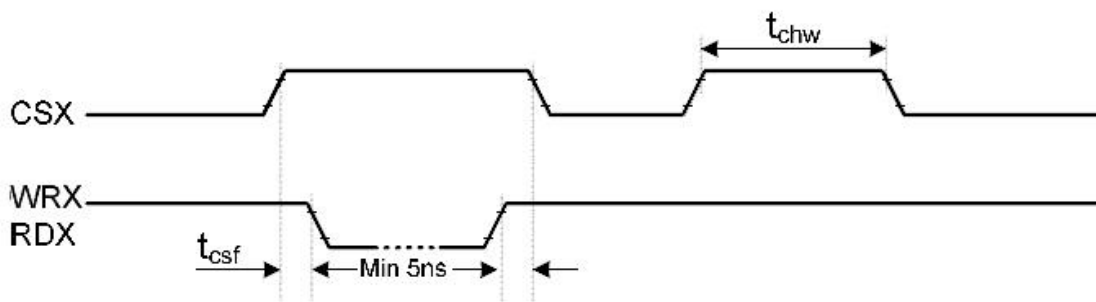 tchw
CSX
WRX
RDX
tcsf
Min 5ns